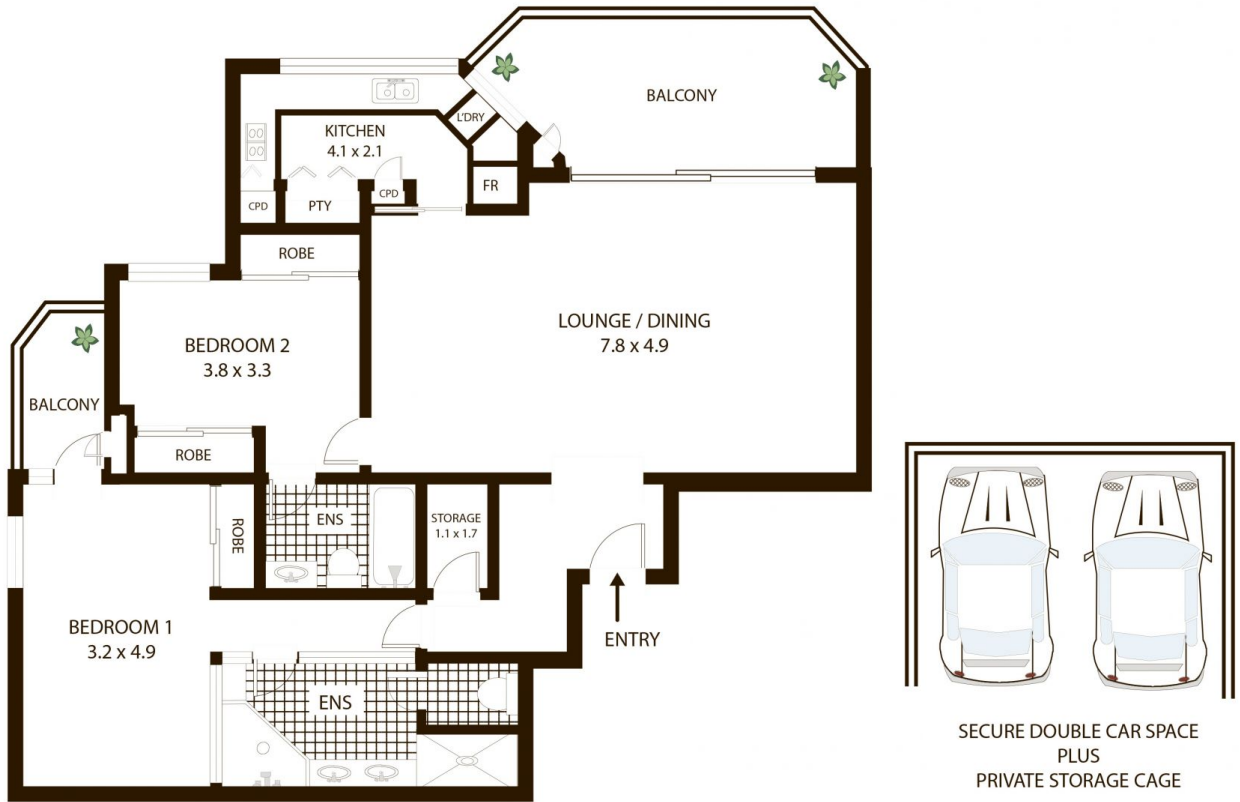 BALCONY
L'DRY
KITCHEN
4.1 x 2.1
FR
CPD
CPD
PTY
ROBE
LOUNGE / DINING
7.8 x 4.9
BEDROOM 2
3.8 x 3.3
BALCONY
ROBE
ROBE
ENS
STORAGE
1.1 x 1.7
BEDROOM 1
3.2 x 4.9
ENTRY
ENS
SECURE DOUBLE CAR SPACE
PLUS
PRIVATE STORAGE CAGE